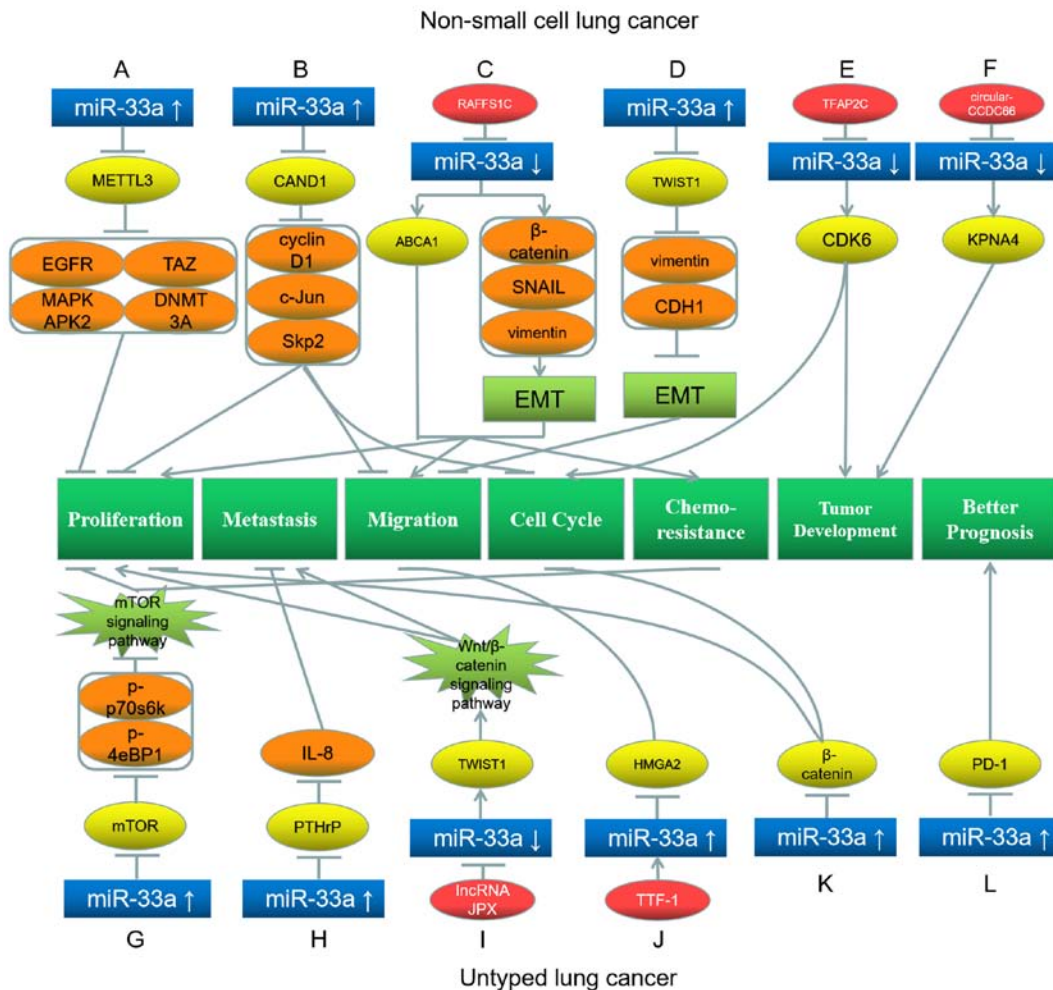 Non-small cell lung cancer
A
B
C
D
E
F
miR-33a ↑
miR-33a ↑
RAFFS1C
miR-33a ↑
TFAP2C
circular-
CCDC66
miR-33a ↓
miR-33a ↓
miR-33a ↓
METTL3
CAND1
TWIST1
ABCA1
CDK6
KPNA4
EGFR
TAZ
MAPK
APK2
DNMT
3A
cyclin
D1
c-Jun
Skp2
β-
catenin
SNAIL
vimentin
vimentin
CDH1
EMT
EMT
Proliferation
Metastasis
Migration
Cell Cycle
Chemo-
resistance
Tumor
Development
Better
Prognosis
mTOR
signaling
pathway
Wnt/β-
catenin
signaling
pathway
p-
p70s6k
p-
4eBP1
IL-8
TWIST1
HMGA2
β-
catenin
PD-1
mTOR
PTHrP
miR-33a ↓
miR-33a ↑
miR-33a ↑
miR-33a ↑
miR-33a ↑
miR-33a ↑
lncRNA
JPX
TTF-1
K
L
G
H
I
J
Untyped lung cancer